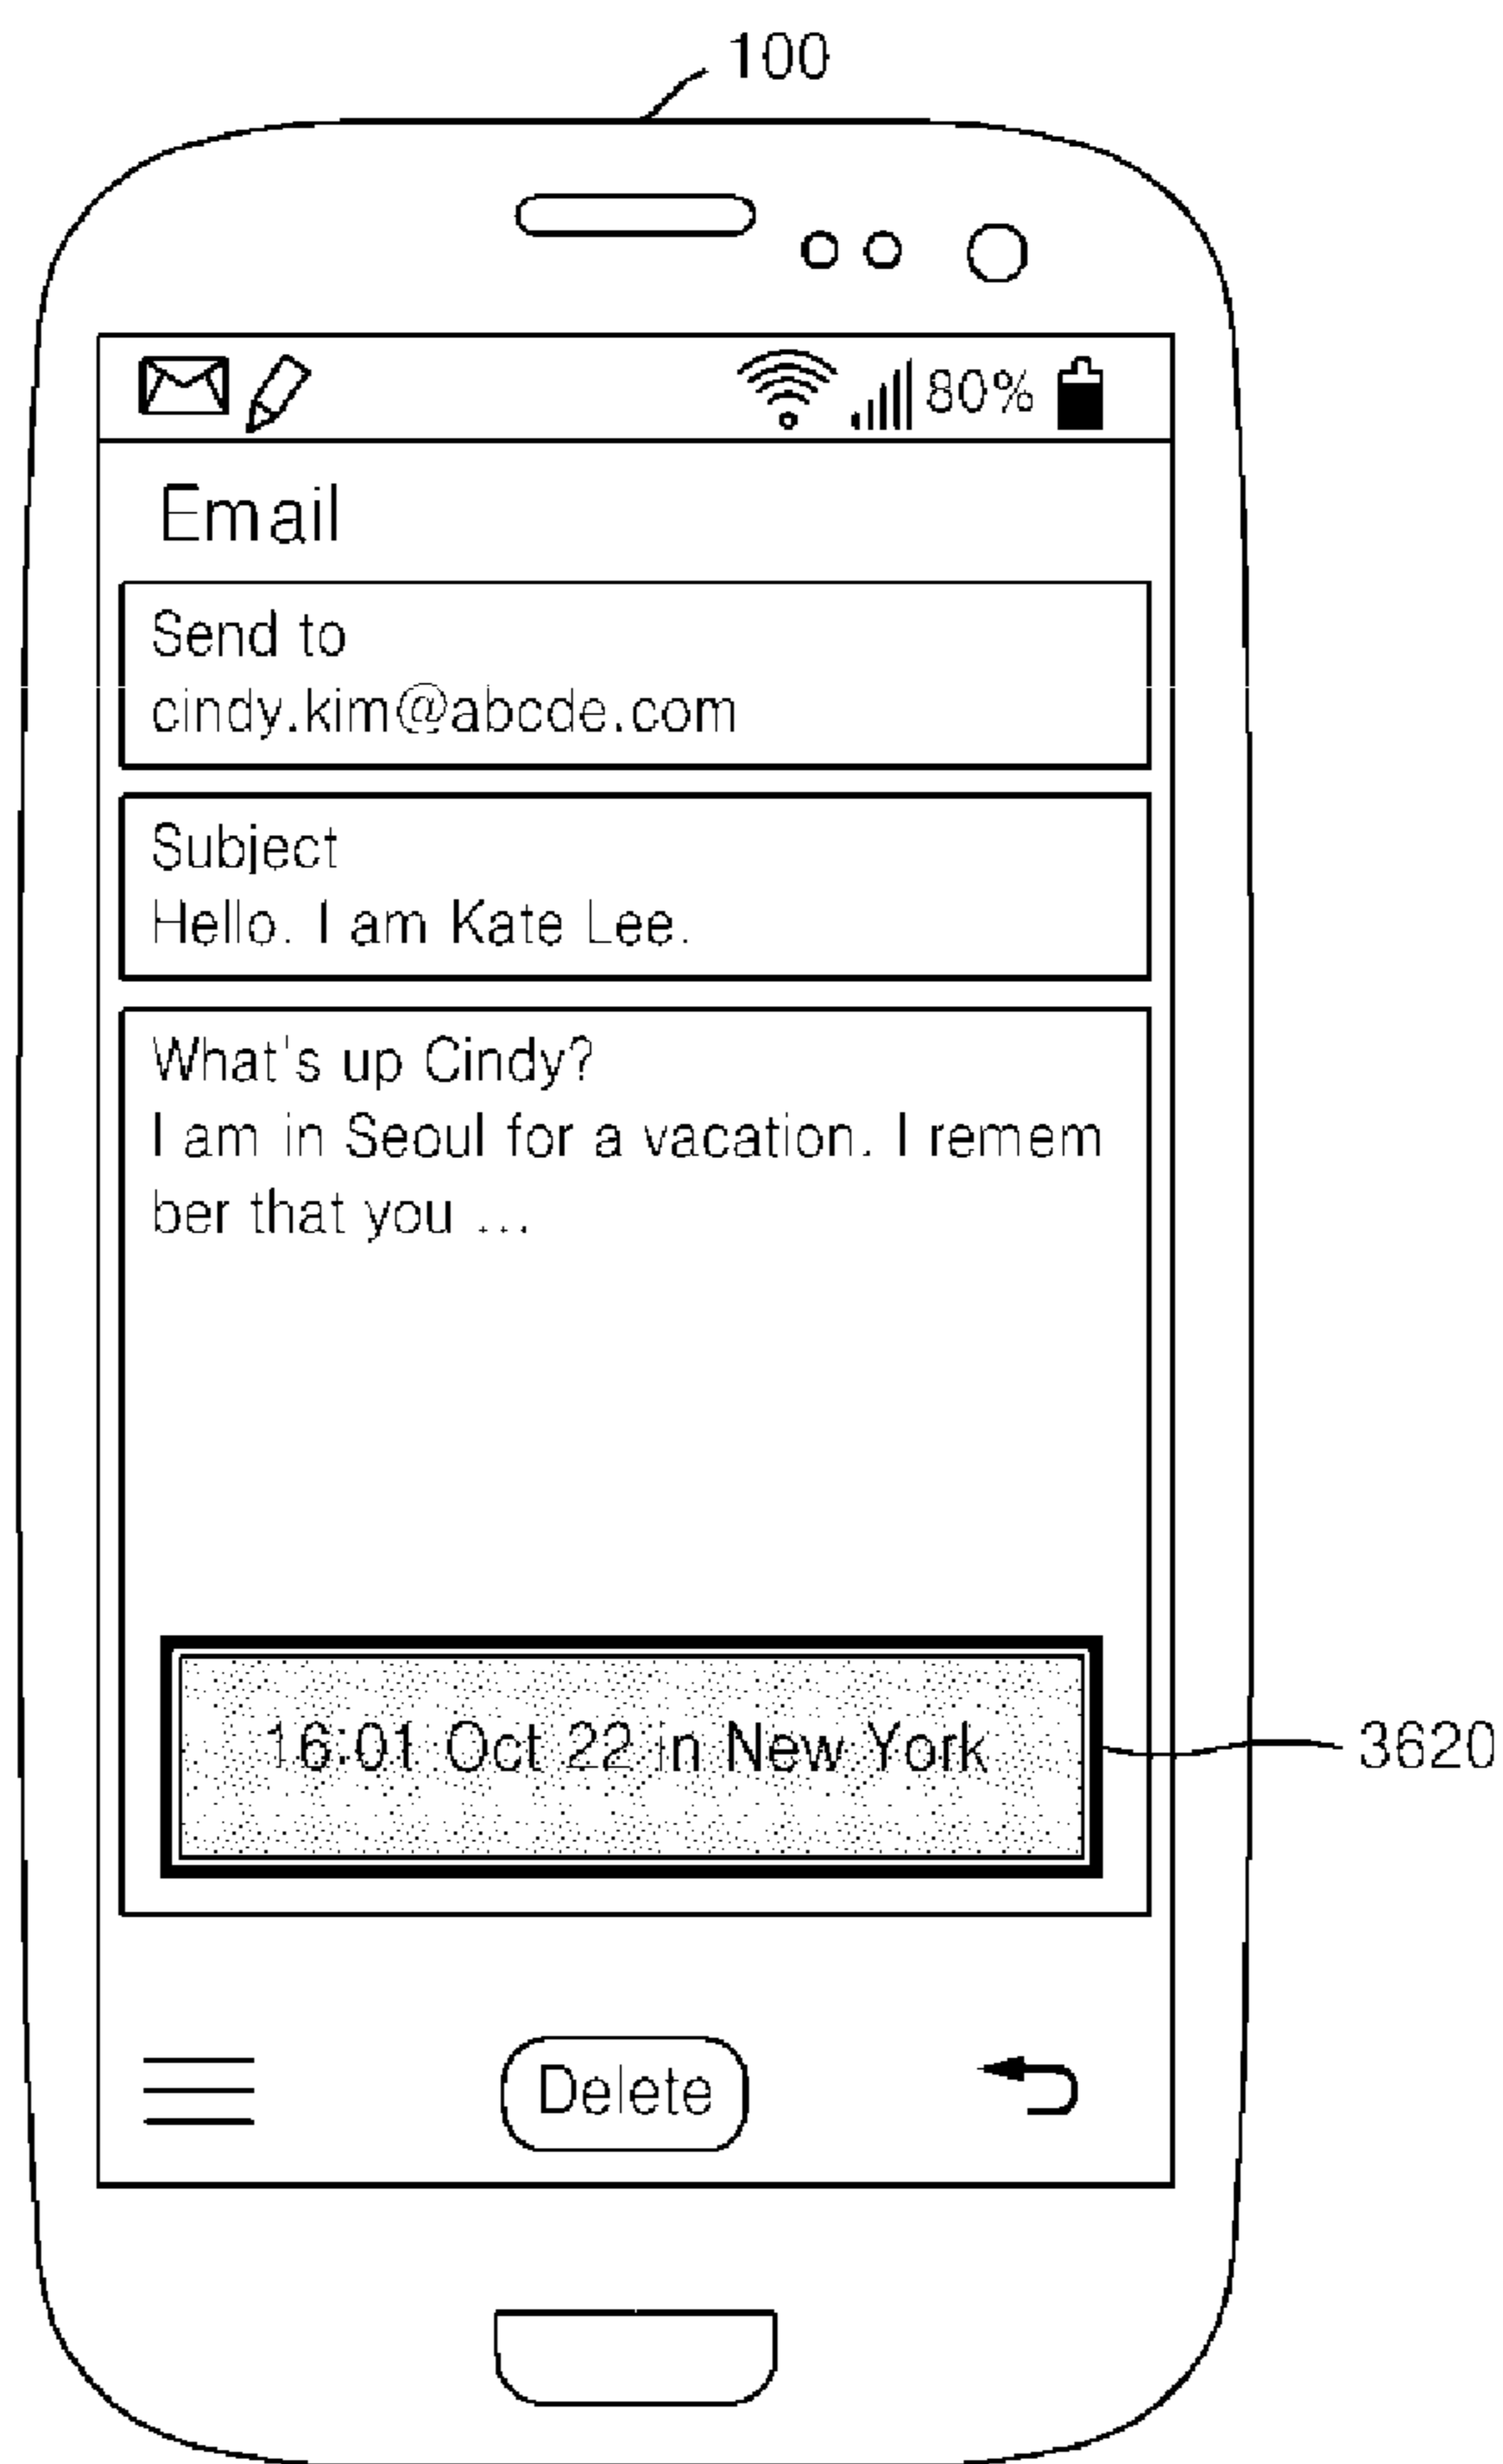 100
80%
Email
Send to
cindy.kim@abcde.com
Subject
Hello. I am Kate Lee.
What's up Cindy?
I am in Seoul for a vacation. I remem
ber that you ...
16:01 Oct 22 in New York
3620
Delete